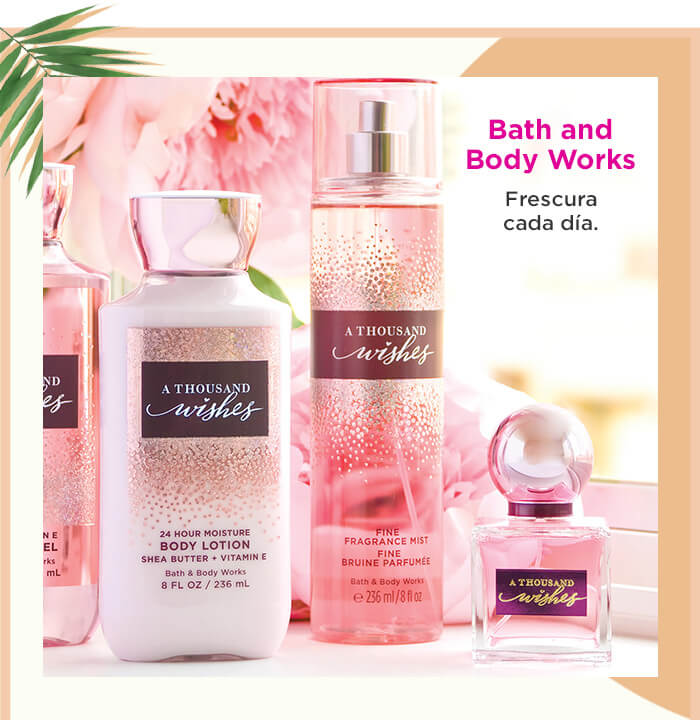 Bath and
Body Works
Frescura
cada día.
A THOUSAND
wishes
24 HOUR MOISTURE
BODY LOTION
SHEA BUTTER + VITAMIN E
Bath & Body Works
8 FL OZ / 236 mL
A THOUSAND
wishes
FINE
FRAGRANCE MIST
FINE
BRUINE PARFUMÉE
Bath & Body Works
e 236 ml/8 fl oz
A THOUSAND
wishes